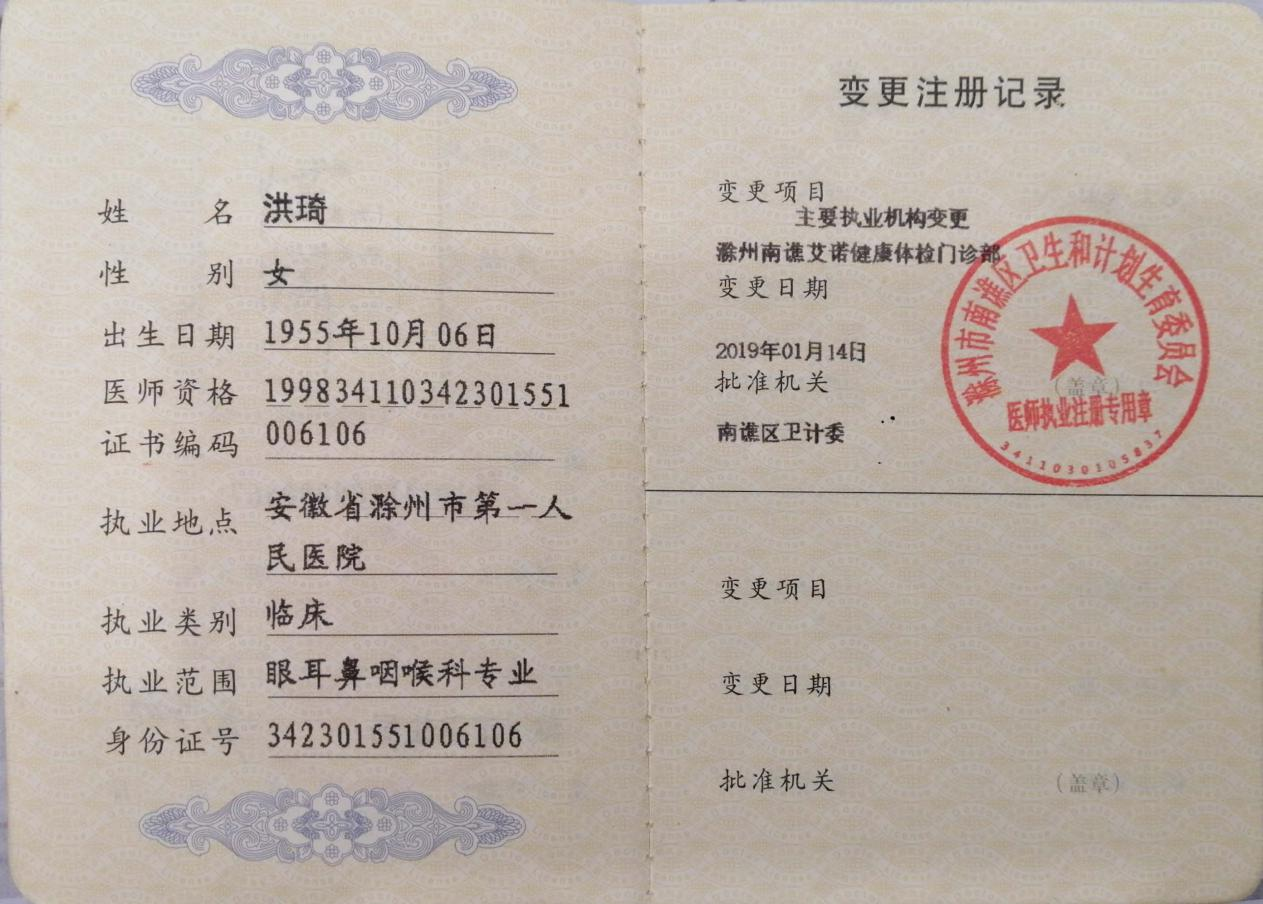 姓名 洪琦
性别 女
出生日期 1955年10月06日
医师资格 199834110342301551
证书编码 006106
执业地点 安徽省滁州市第一人
民医院
执业类别 临床
执业范围 眼耳鼻咽喉科专业
身份证号 342301551006106
变更注册记录
变更项目
主要执业机构变更
滁州南谯艾诺健康体检门诊部
变更日期
2019年01月14日
批准机关
(盖章)
南谯区卫计委
滁州市南谯区卫生和计划生育委员会
医师执业注册专用章
3411030105837
变更项目
变更日期
批准机关
(盖章)